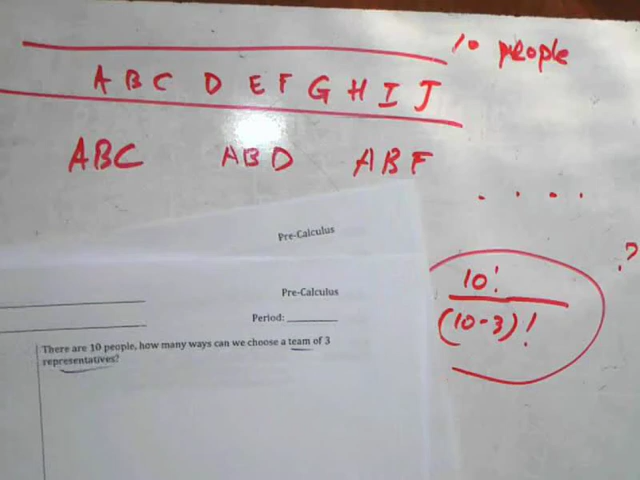 10 people
A B C D E F G H I J
ABC ABD ABF
. . . .
Pre-Calculus
.?
10!
(10-3)!
Pre-Calculus
Period: ________
There are 10 people, how many ways can we choose a team of 3
representatives?